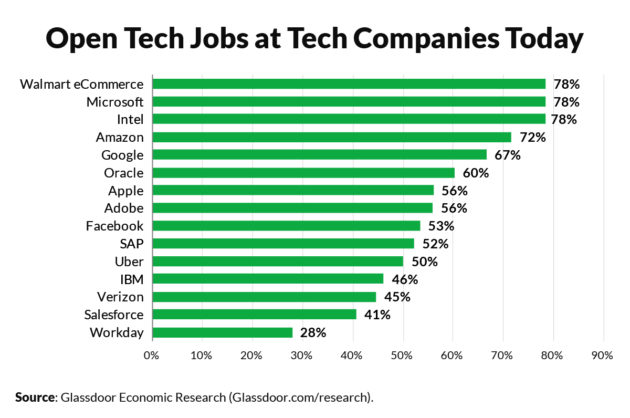 Open Tech Jobs at Tech Companies Today
Walmart eCommerce 78%
Microsoft 78%
Intel 78%
Amazon 72%
Google 67%
Oracle 60%
Apple 56%
Adobe 56%
Facebook 53%
SAP 52%
Uber 50%
IBM 46%
Verizon 45%
Salesforce 41%
Workday 28%
0% 10% 20% 30% 40% 50% 60% 70% 80% 90%
Source: Glassdoor Economic Research (Glassdoor.com/research).